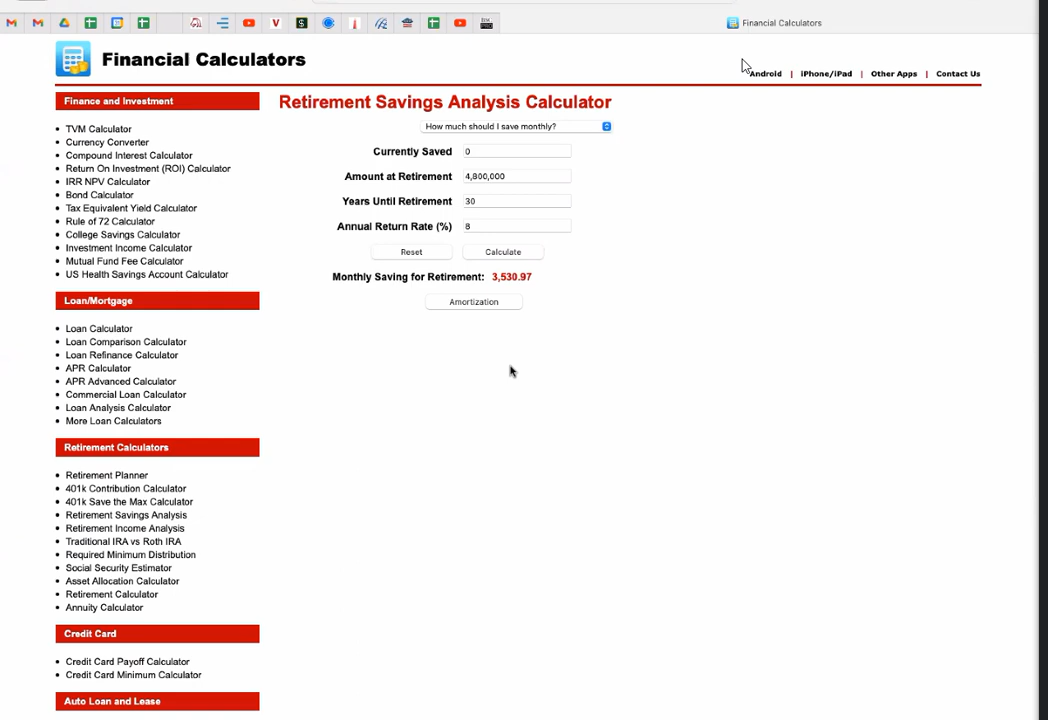 Financial Calculators
Financial Calculators
Android | iPhone/iPad | Other Apps | Contact Us
Finance and Investment
TVM Calculator
Currency Converter
Compound Interest Calculator
Return On Investment (ROI) Calculator
IRR NPV Calculator
Bond Calculator
Tax Equivalent Yield Calculator
Rule of 72 Calculator
College Savings Calculator
Investment Income Calculator
Mutual Fund Fee Calculator
US Health Savings Account Calculator
Loan/Mortgage
Loan Calculator
Loan Comparison Calculator
Loan Refinance Calculator
APR Calculator
APR Advanced Calculator
Commercial Loan Calculator
Loan Analysis Calculator
More Loan Calculators
Retirement Calculators
Retirement Planner
401k Contribution Calculator
401k Save the Max Calculator
Retirement Savings Analysis
Retirement Income Analysis
Traditional IRA vs Roth IRA
Required Minimum Distribution
Social Security Estimator
Asset Allocation Calculator
Retirement Calculator
Annuity Calculator
Credit Card
Credit Card Payoff Calculator
Credit Card Minimum Calculator
Auto Loan and Lease
Retirement Savings Analysis Calculator
How much should I save monthly?
Currently Saved 0
Amount at Retirement 4,800,000
Years Until Retirement 30
Annual Return Rate (%) 8
Reset Calculate
Monthly Saving for Retirement: 3,530.97
Amortization